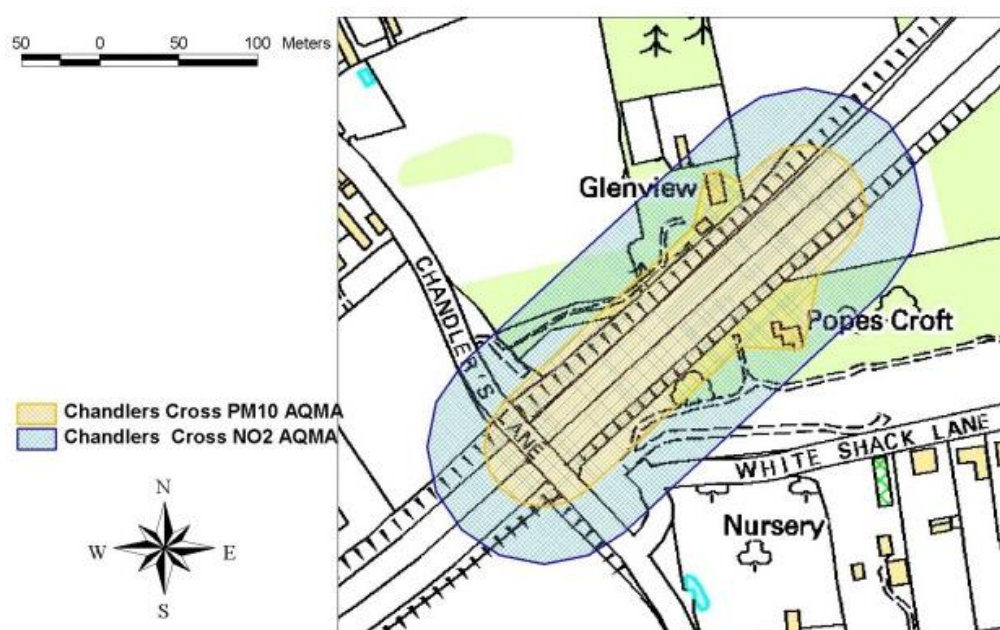 50 0 50 100 Meters
Glenview
CHANDLER'S LANE
Popes Croft
Chandlers Cross PM10 AQMA
Chandlers Cross NO2 AQMA
WHITE SHACK LANE
N
W E
S
Nursery